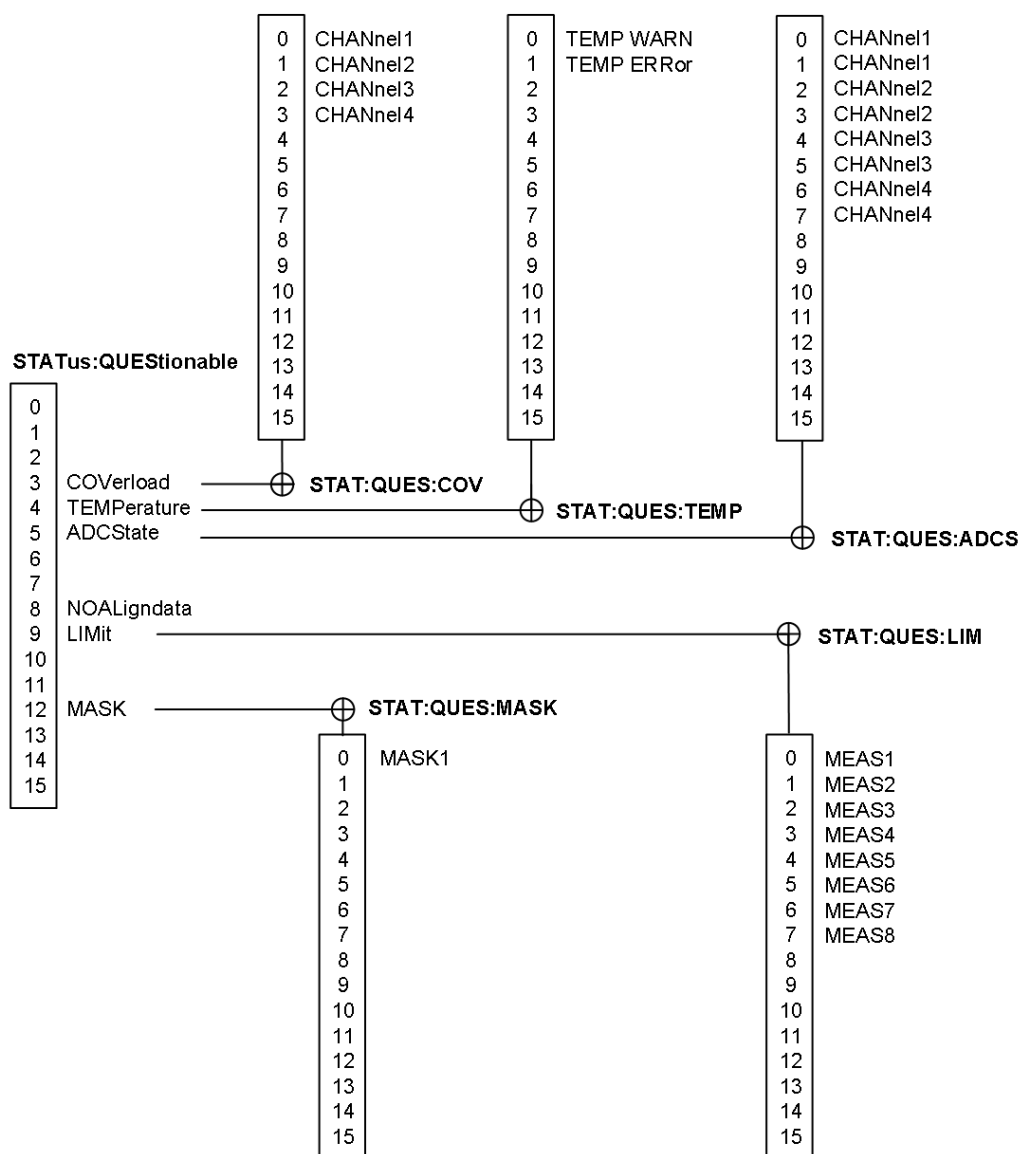 0 CHANnel1
1 CHANnel2
2 CHANnel3
3 CHANnel4
4
5
6
7
8
9
10
11
12
13
14
15
0 TEMP WARN
1 TEMP ERRor
2
3
4
5
6
7
8
9
10
11
12
13
14
15
0 CHANnel1
1 CHANnel1
2 CHANnel2
3 CHANnel2
4 CHANnel3
5 CHANnel3
6 CHANnel4
7 CHANnel4
8
9
10
11
12
13
14
15
STATus:QUEStionable
0
1
2
3 COVerload
4 TEMPerature
5 ADCState
6
7
8 NOALigndata
9 LIMit
10
11
12 MASK
13
14
15
STAT:QUES:COV
STAT:QUES:TEMP
STAT:QUES:ADCS
STAT:QUES:LIM
STAT:QUES:MASK
0 MASK1
1
2
3
4
5
6
7
8
9
10
11
12
13
14
15
0 MEAS1
1 MEAS2
2 MEAS3
3 MEAS4
4 MEAS5
5 MEAS6
6 MEAS7
7 MEAS8
8
9
10
11
12
13
14
15